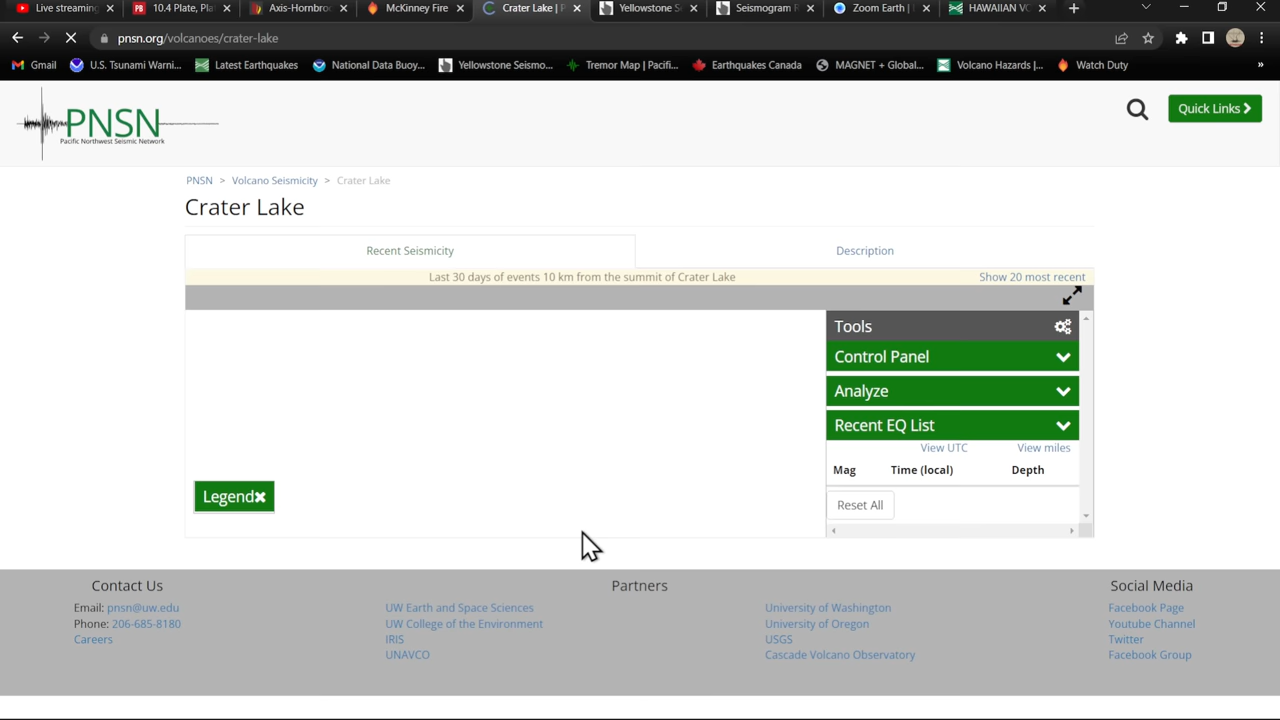 Live streaming
10.4 Plate, Pla
Axis-Hornbroo
McKinney Fire
Crater Lake | P
Yellowstone S
Seismogram R
Zoom Earth | L
HAWAIIAN VC
pnsn.org/volcanoes/crater-lake
Gmail
U.S. Tsunami Warni...
Latest Earthquakes
National Data Buoy...
Yellowstone Seismo...
Tremor Map | Pacifi...
Earthquakes Canada
MAGNET + Global...
Volcano Hazards |...
Watch Duty
»
PNSN
Pacific Northwest Seismic Network
Quick Links
PNSN > Volcano Seismicity > Crater Lake
Crater Lake
Recent Seismicity
Description
Last 30 days of events 10 km from the summit of Crater Lake
Show 20 most recent
Tools
Control Panel
Analyze
Recent EQ List
View UTC View miles
Mag Time (local) Depth
Reset All
Legend
Contact Us
Email: pnsn@uw.edu
Phone: 206-685-8180
Careers
Partners
UW Earth and Space Sciences
UW College of the Environment
IRIS
UNAVCO
University of Washington
University of Oregon
USGS
Cascade Volcano Observatory
Social Media
Facebook Page
Youtube Channel
Twitter
Facebook Group